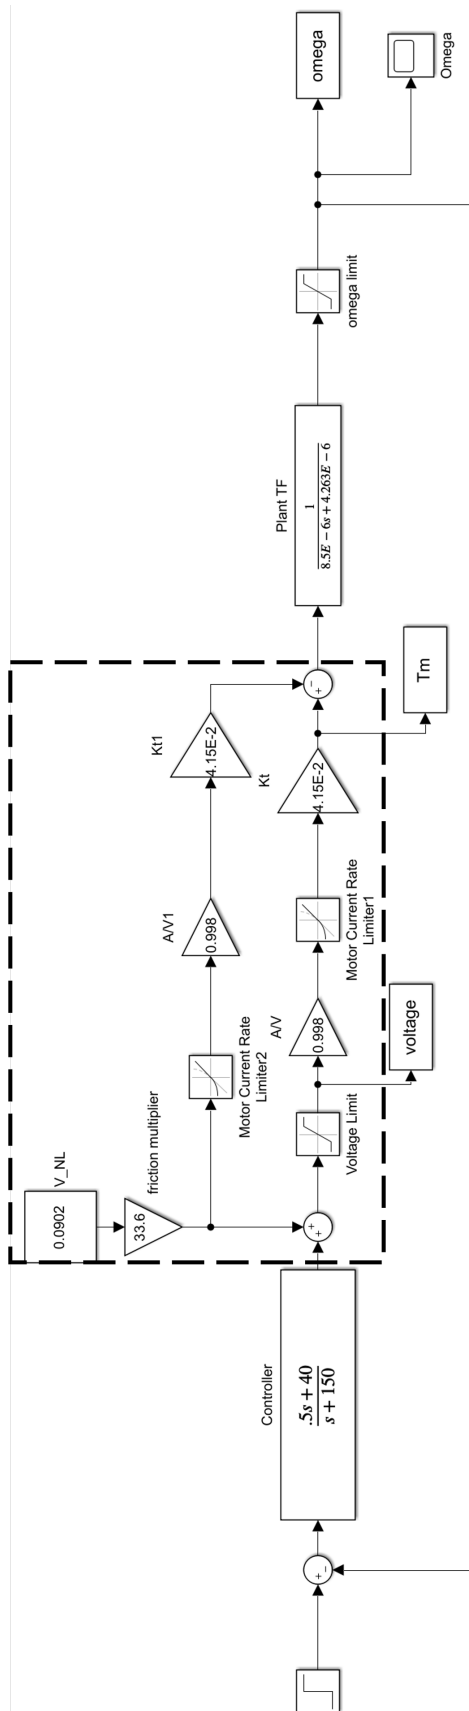 Controller
.5s + 40
s + 150
V_NL
0.0902
friction multiplier
33.6
+
+
Voltage Limit
voltage
Motor Current Rate
Limiter2
A/V
0.998
A/V1
0.998
Motor Current Rate
Limiter1
Kt1
4.15E-2
Kt
4.15E-2
+
−
Tm
Plant TF
1
8.5E − 6s + 4.263E − 6
omega limit
omega
Omega
+
−